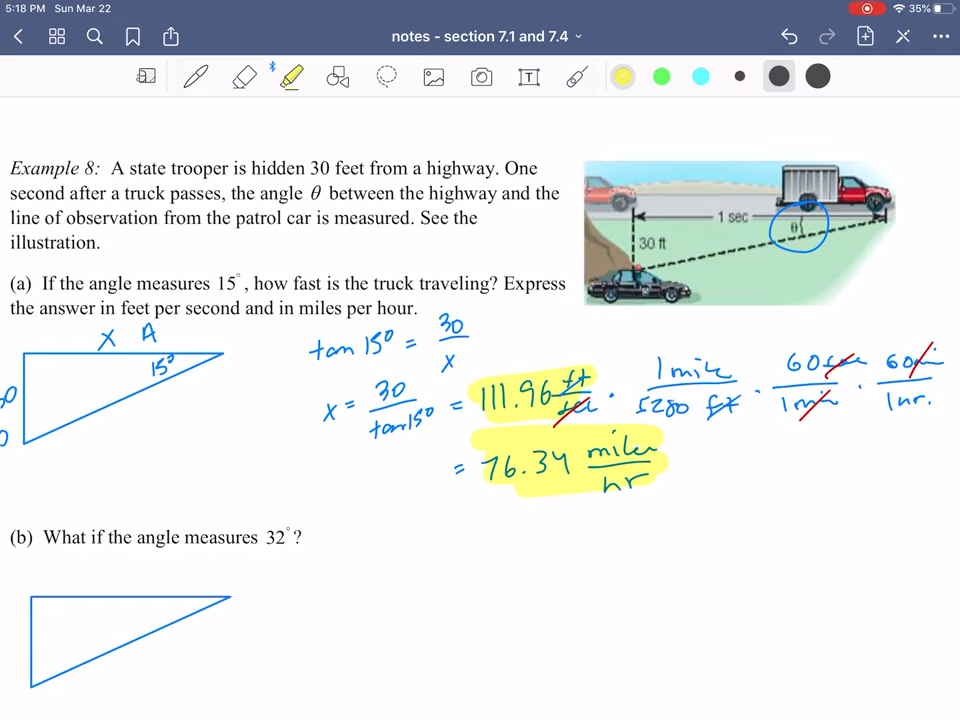 5:18 PM Sun Mar 22
35%
notes - section 7.1 and 7.4
T
Example 8: A state trooper is hidden 30 feet from a highway. One
second after a truck passes, the angle θ between the highway and the
line of observation from the patrol car is measured. See the
illustration.
1 sec
θ
30 ft
(a) If the angle measures 15°, how fast is the truck traveling? Express
the answer in feet per second and in miles per hour.
X A
15°
tan 15° = 30/x
x = 30/tan 15° = 111.96 ft/sec · 1 mile/5280 ft · 60 sec/1 min · 60 min/1 hr.
= 76.34 miles/hr
(b) What if the angle measures 32°?